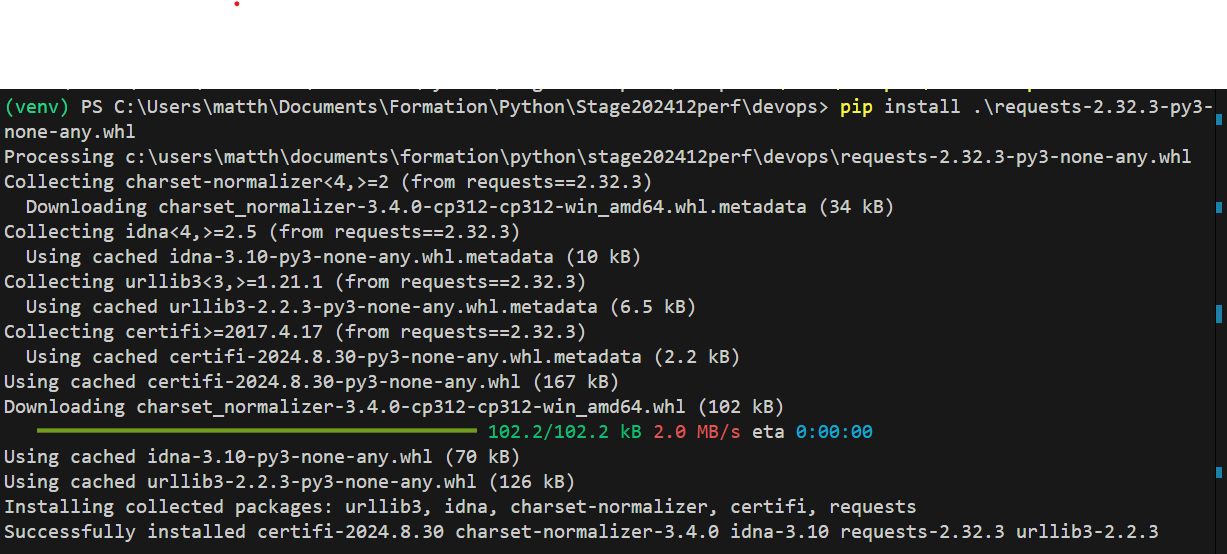 (venv) PS C:\Users\matth\Documents\Formation\Python\Stage202412perf\devops> pip install .\requests-2.32.3-py3-
none-any.whl
Processing c:\users\matth\documents\formation\python\stage202412perf\devops\requests-2.32.3-py3-none-any.whl
Collecting charset-normalizer<4,>=2 (from requests==2.32.3)
  Downloading charset_normalizer-3.4.0-cp312-cp312-win_amd64.whl.metadata (34 kB)
Collecting idna<4,>=2.5 (from requests==2.32.3)
  Using cached idna-3.10-py3-none-any.whl.metadata (10 kB)
Collecting urllib3<3,>=1.21.1 (from requests==2.32.3)
  Using cached urllib3-2.2.3-py3-none-any.whl.metadata (6.5 kB)
Collecting certifi>=2017.4.17 (from requests==2.32.3)
  Using cached certifi-2024.8.30-py3-none-any.whl.metadata (2.2 kB)
Using cached certifi-2024.8.30-py3-none-any.whl (167 kB)
Downloading charset_normalizer-3.4.0-cp312-cp312-win_amd64.whl (102 kB)
102.2/102.2 kB 2.0 MB/s eta 0:00:00
Using cached idna-3.10-py3-none-any.whl (70 kB)
Using cached urllib3-2.2.3-py3-none-any.whl (126 kB)
Installing collected packages: urllib3, idna, charset-normalizer, certifi, requests
Successfully installed certifi-2024.8.30 charset-normalizer-3.4.0 idna-3.10 requests-2.32.3 urllib3-2.2.3